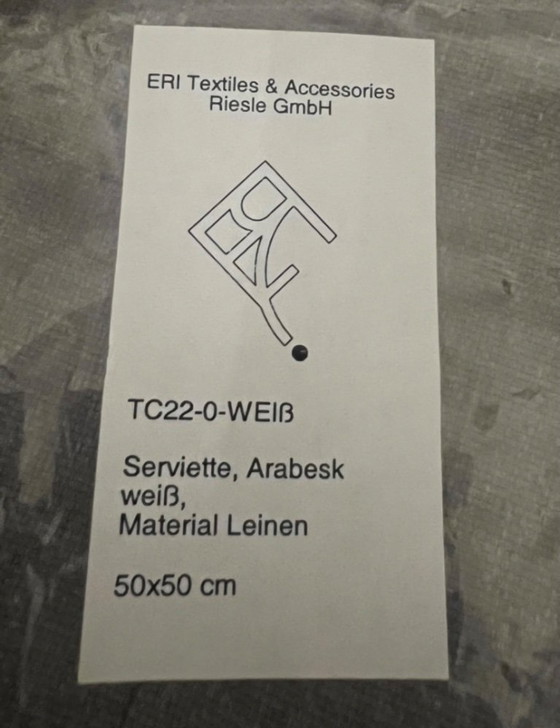 ERI Textiles & Accessories
Riesle GmbH
TC22-0-WEIß
Serviette, Arabesk
weiß,
Material Leinen
50x50 cm